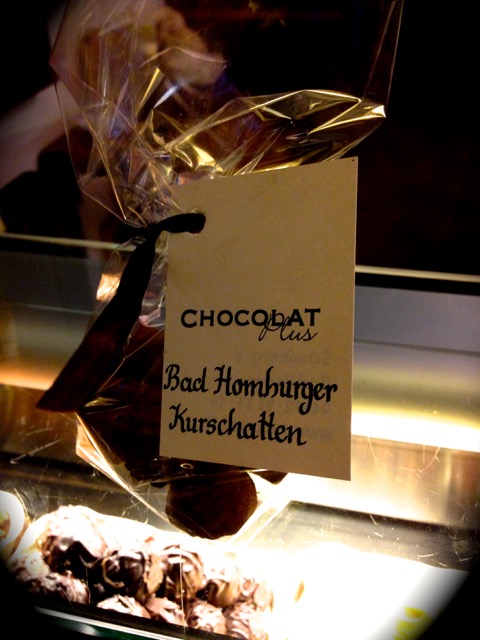 CHOCOLAT
Plus
Bad Homburger
Kurschatten